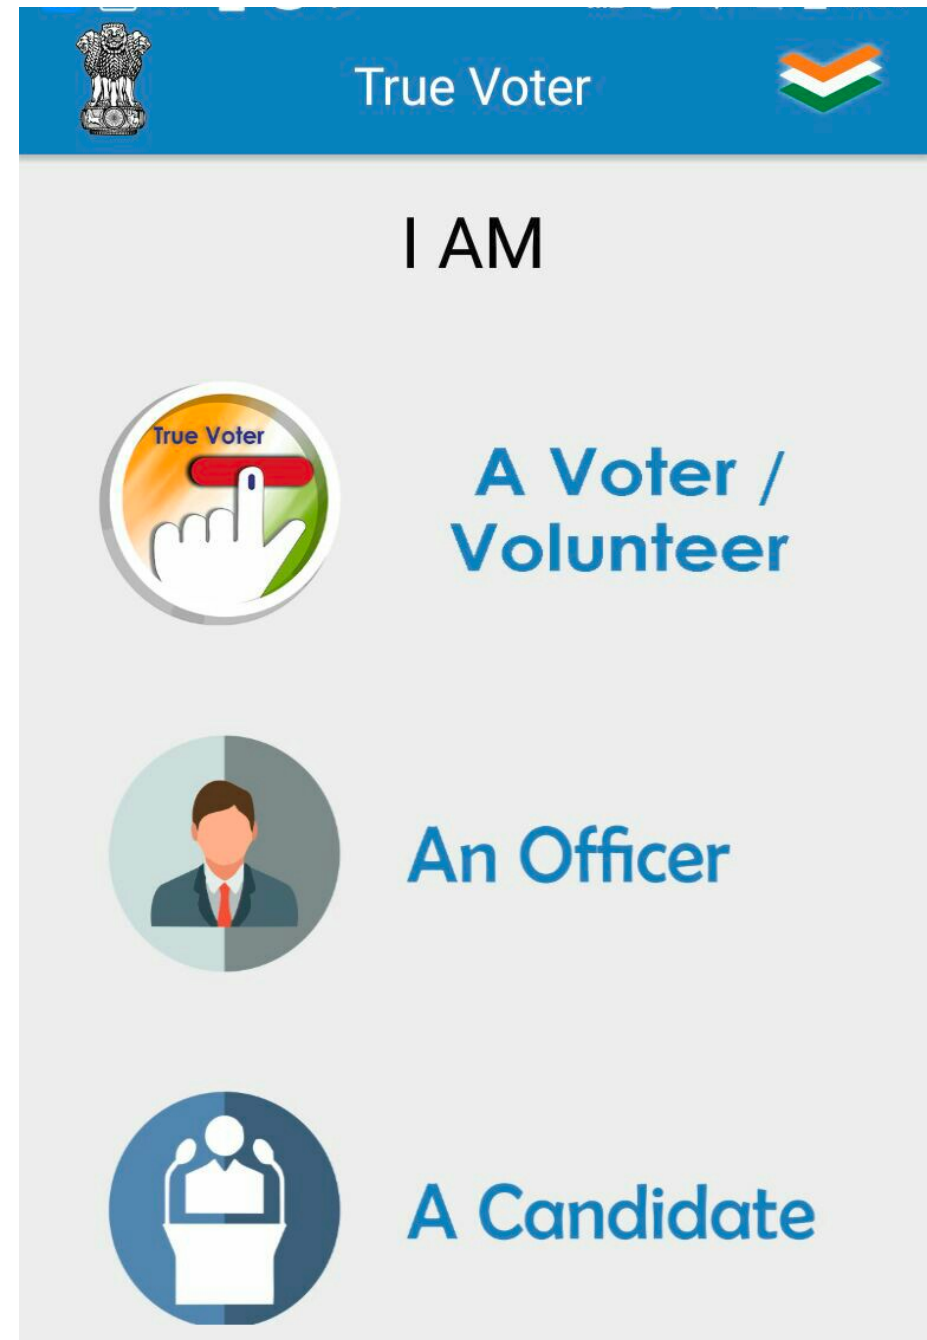 True Voter
I AM
True Voter
A Voter /
Volunteer
An Officer
A Candidate